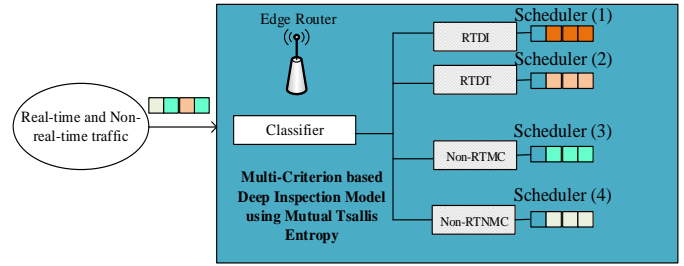 Real-time and Non-
real-time traffic
Edge Router
Classifier
Multi-Criterion based
Deep Inspection Model
using Mutual Tsallis
Entropy
RTDI
Scheduler (1)
RTDT
Scheduler (2)
Non-RTMC
Scheduler (3)
Non-RTNMC
Scheduler (4)